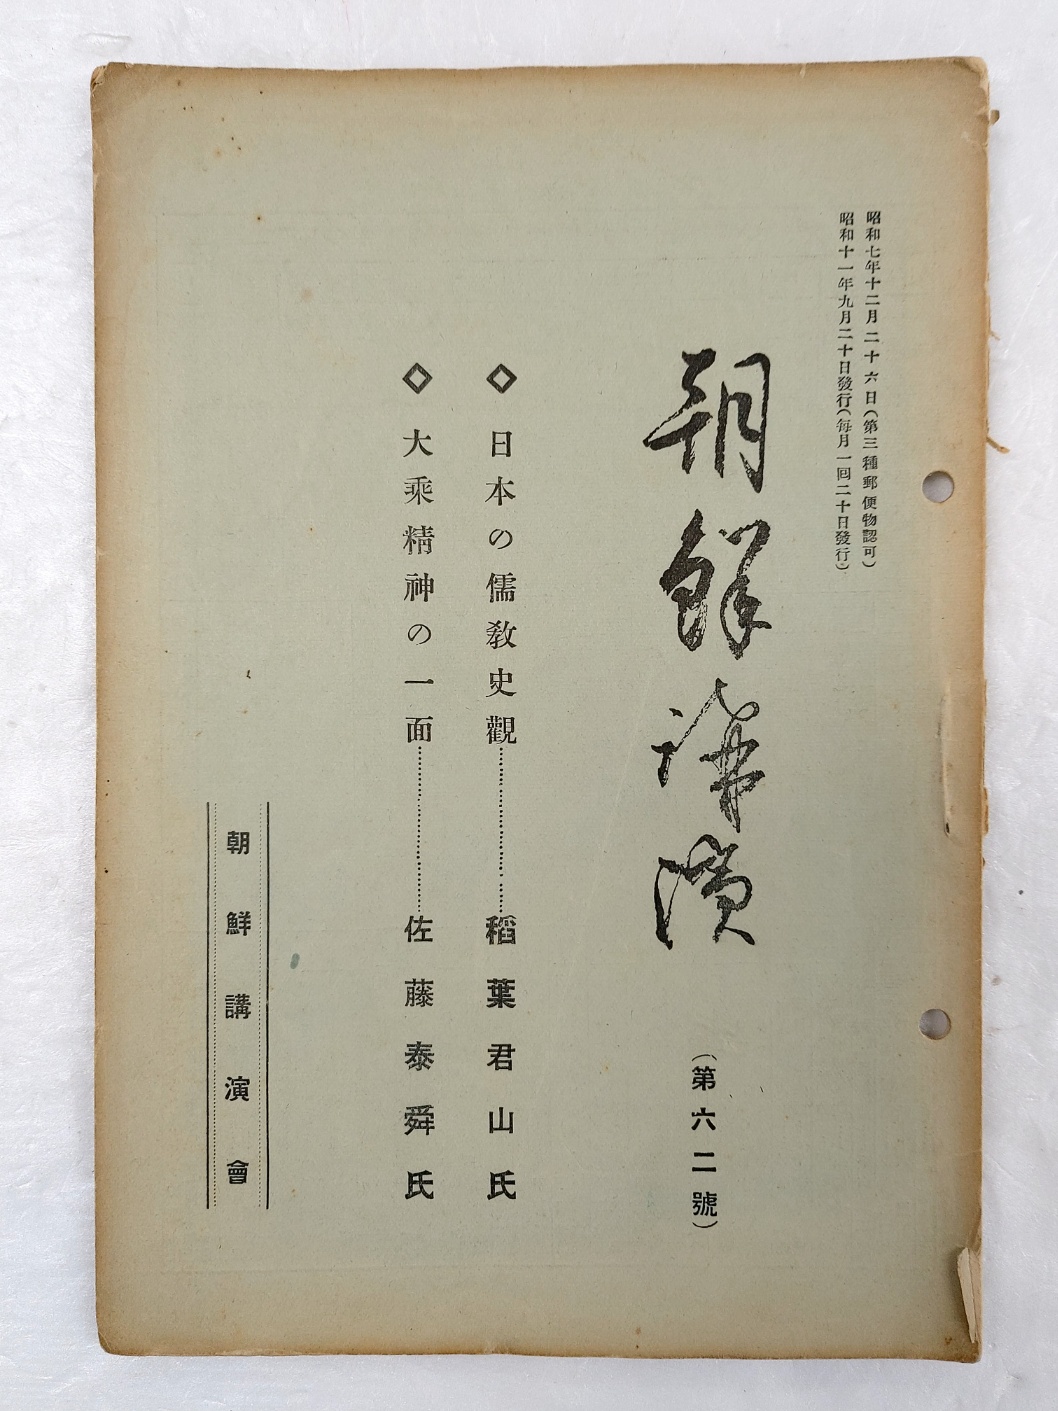 昭和七年十二月二十六日(第三種郵便物認可)
昭和十一年九月二十日發行(每月一回二十日發行)
朝鮮講演
(第六二號)
◇日本の儒敎史觀……………稻葉君山氏
◇大乘精神の一面……………佐藤泰舜氏
朝鮮講演會